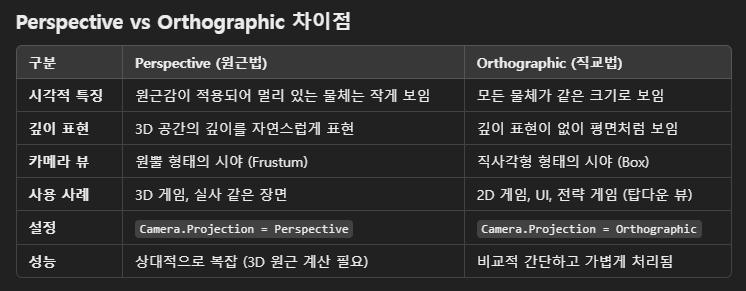 Perspective vs Orthographic 차이점
구분 Perspective (원근법) Orthographic (직교법)
시각적 특징 원근감이 적용되어 멀리 있는 물체는 작게 보임 모든 물체가 같은 크기로 보임
깊이 표현 3D 공간의 깊이를 자연스럽게 표현 깊이 표현이 없이 평면처럼 보임
카메라 뷰 원뿔 형태의 시야 (Frustum) 직사각형 형태의 시야 (Box)
사용 사례 3D 게임, 실사 같은 장면 2D 게임, UI, 전략 게임 (탑다운 뷰)
설정 Camera.Projection = Perspective Camera.Projection = Orthographic
성능 상대적으로 복잡 (3D 원근 계산 필요) 비교적 간단하고 가볍게 처리됨